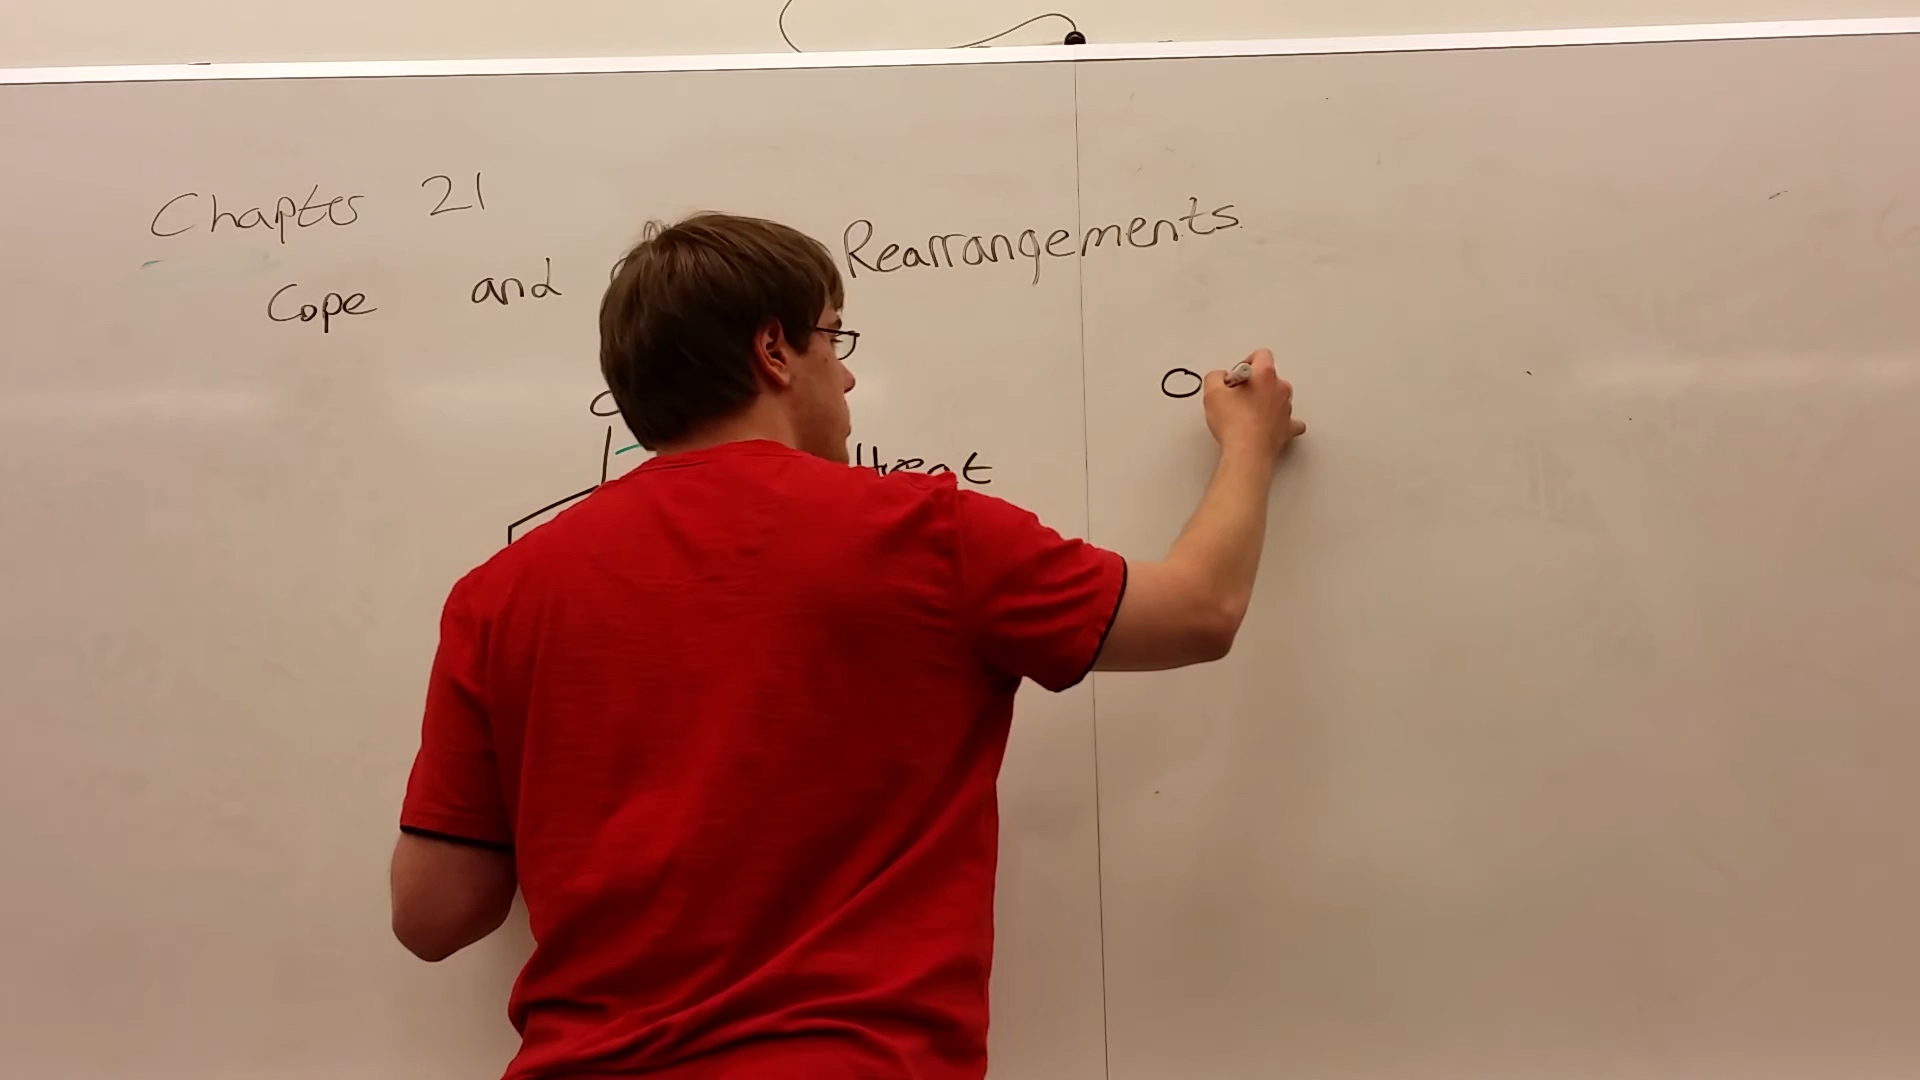 Chapter 21
Cope and Rearrangements
O
O
Heat